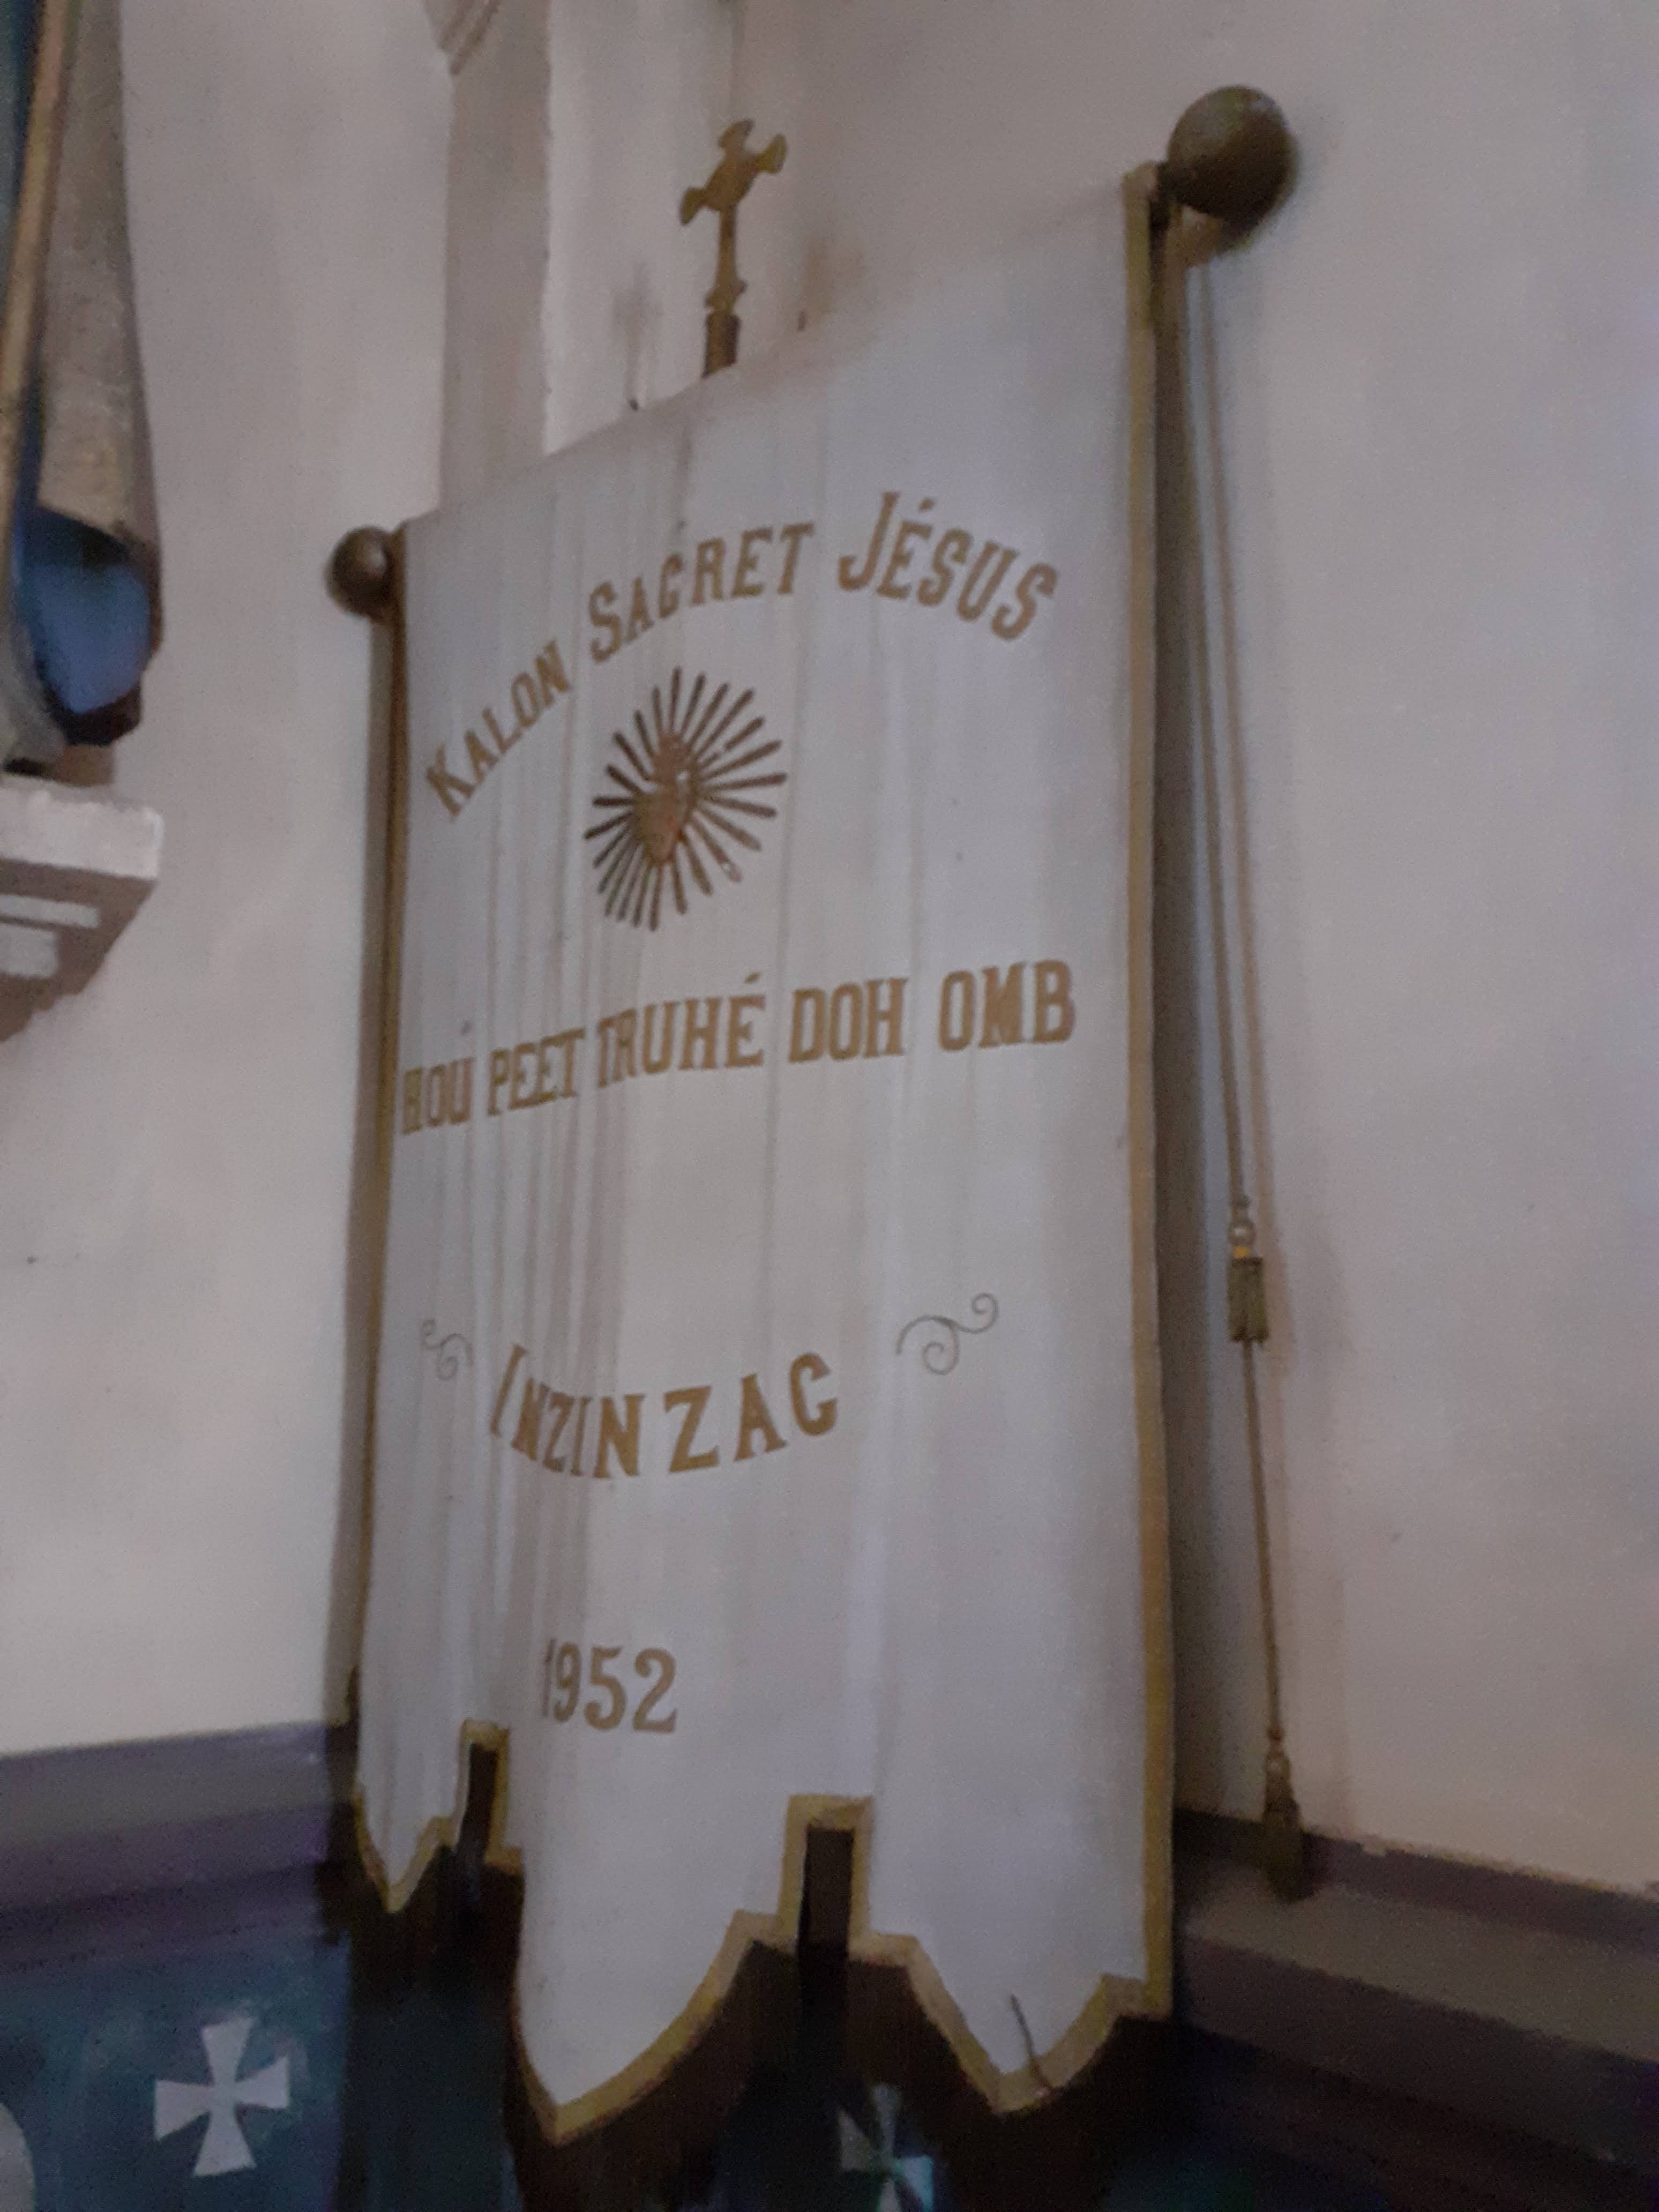 KALON SACRET JÉSUS
HOU PEET TRUHÉ DOH OMB
INZINZAC
1952